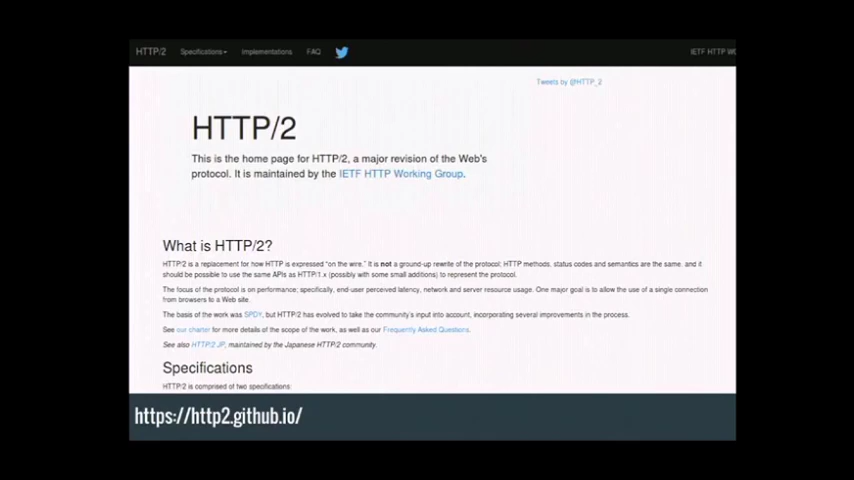 HTTP/2 Specifications Implementations FAQ IETF HTTP WO
Tweets by @HTTP_2
HTTP/2
This is the home page for HTTP/2, a major revision of the Web's
protocol. It is maintained by the IETF HTTP Working Group.
What is HTTP/2?
HTTP/2 is a replacement for how HTTP is expressed “on the wire.” It is not a ground-up rewrite of the protocol; HTTP methods, status codes and semantics are the same, and it
should be possible to use the same APIs as HTTP/1.x (possibly with some small additions) to represent the protocol.
The focus of the protocol is on performance; specifically, end-user perceived latency, network and server resource usage. One major goal is to allow the use of a single connection
from browsers to a Web site.
The basis of the work was SPDY, but HTTP/2 has evolved to take the community's input into account, incorporating several improvements in the process.
See our charter for more details of the scope of the work, as well as our Frequently Asked Questions.
See also HTTP/2 JP, maintained by the Japanese HTTP/2 community.
Specifications
HTTP/2 is comprised of two specifications:
https://http2.github.io/